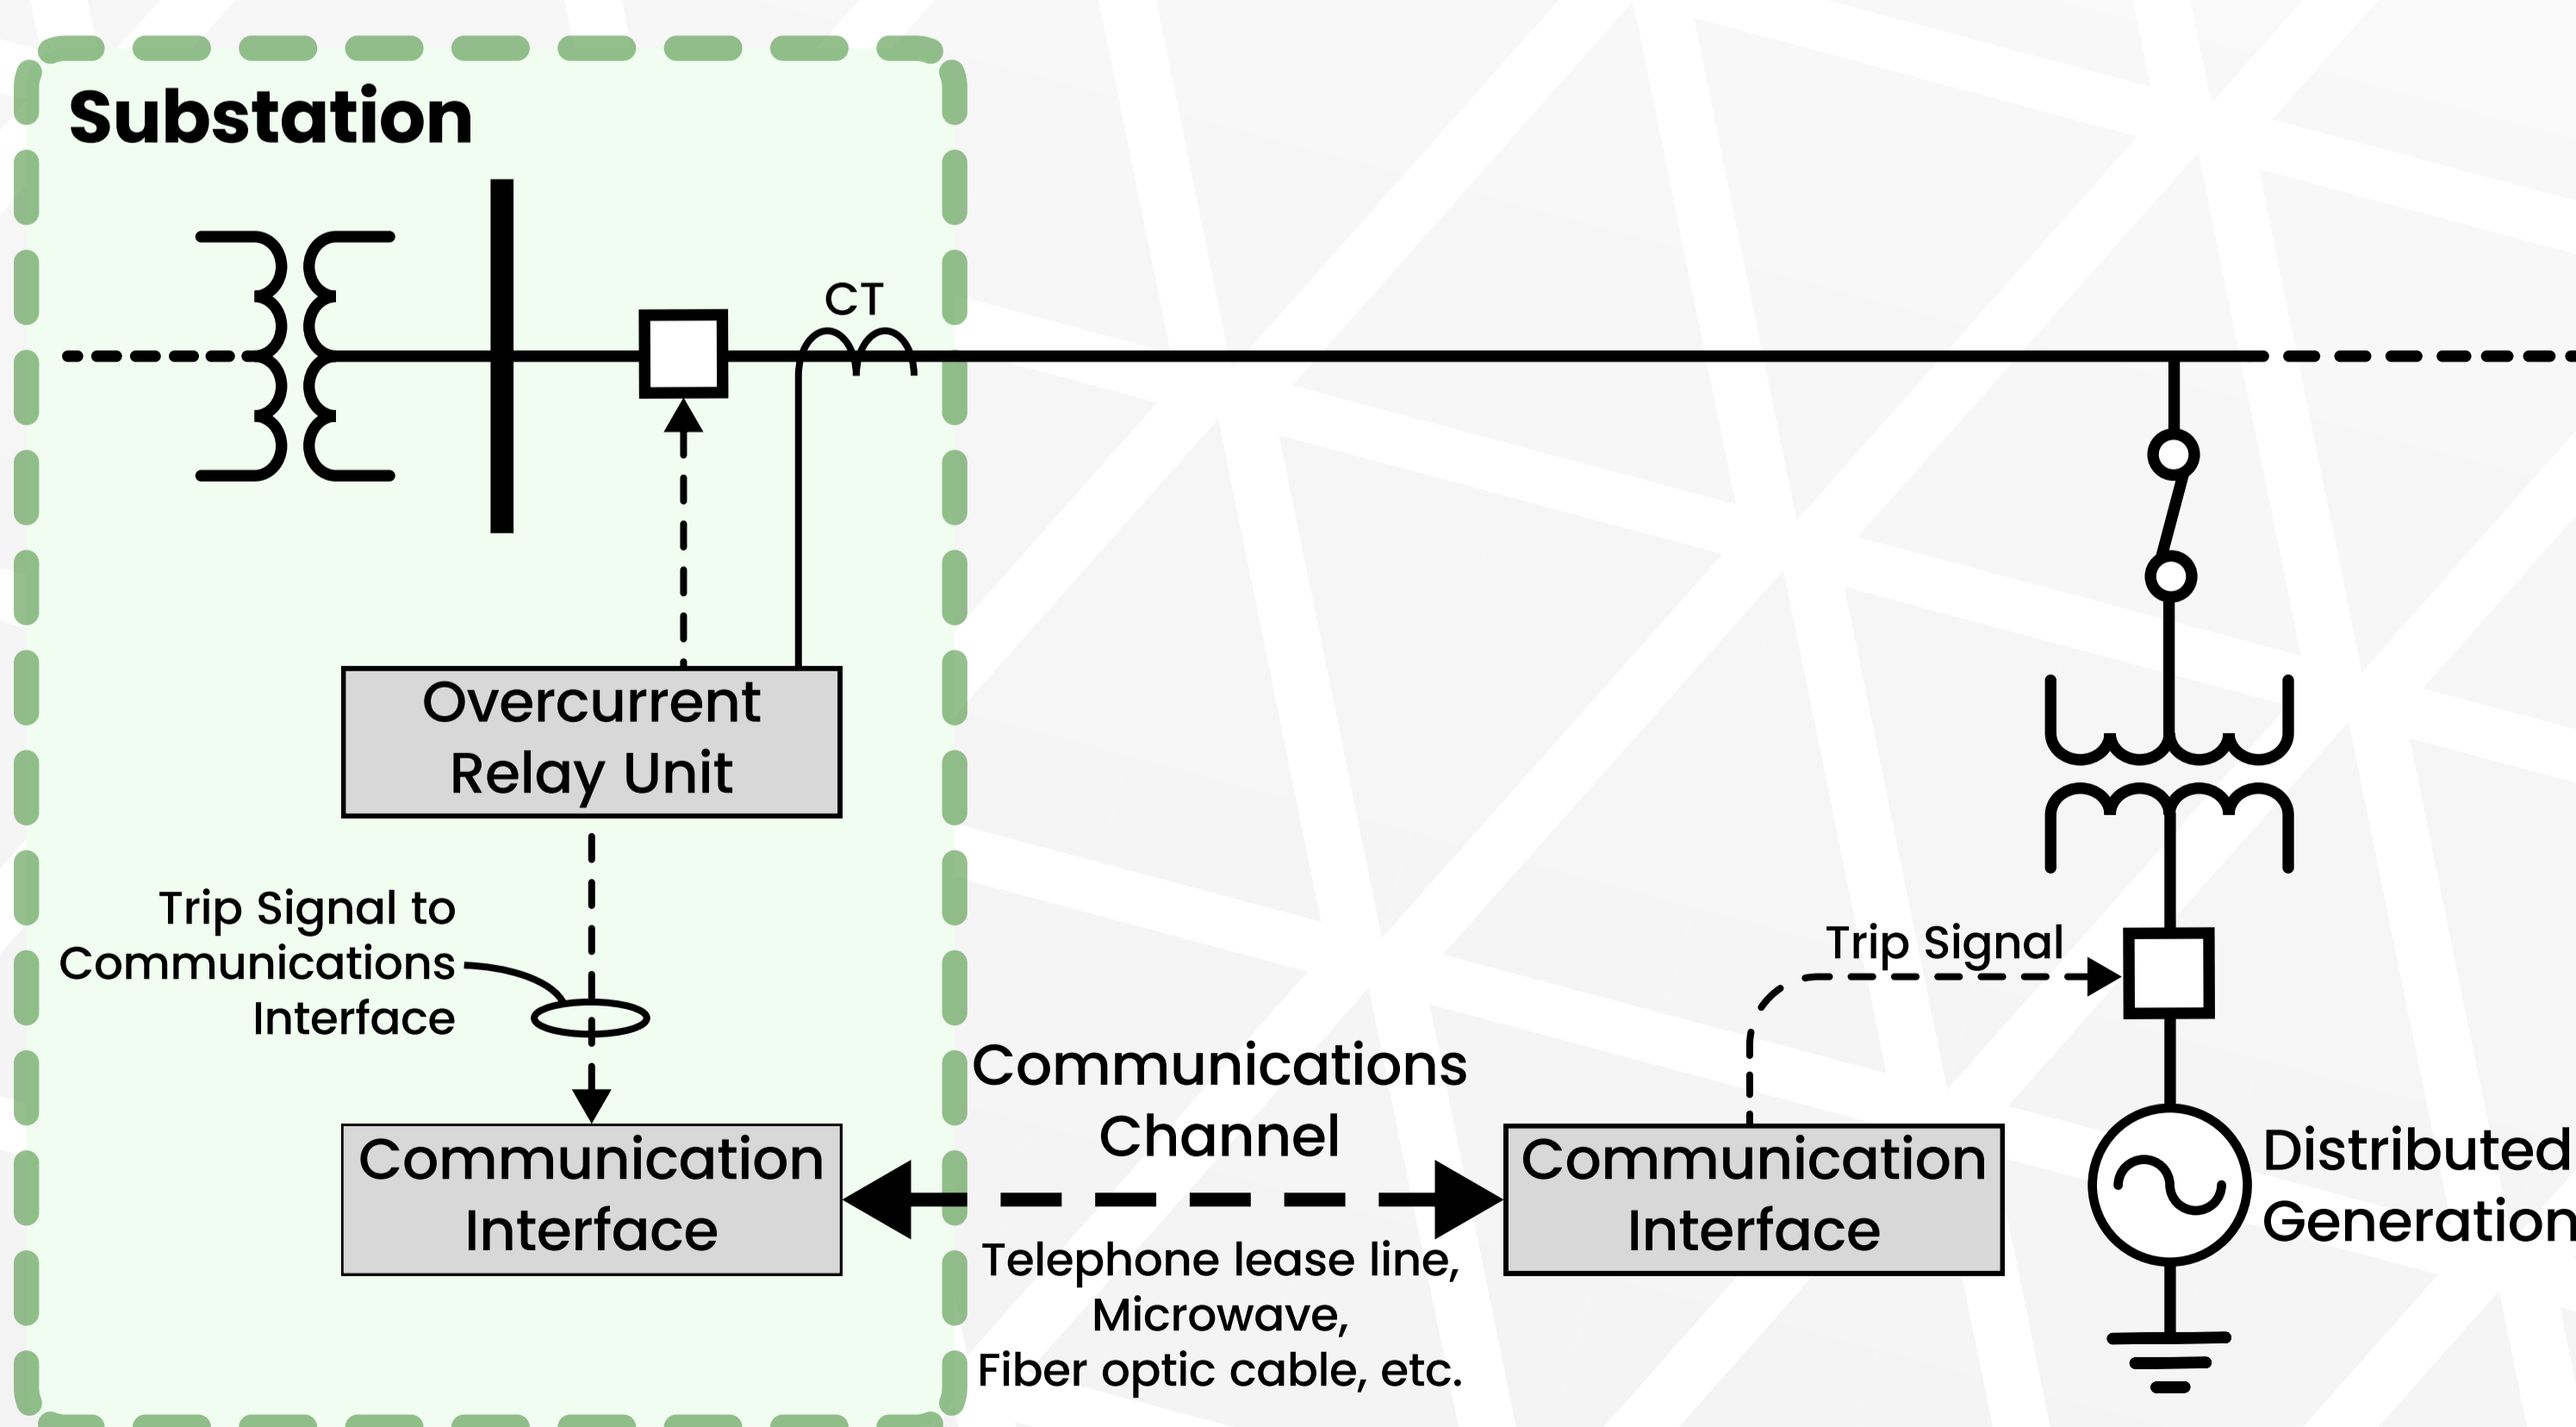 Substation
CT
Overcurrent
Relay Unit
Trip Signal to
Communications
Interface
Communication
Interface
Communications
Channel
Telephone lease line,
Microwave,
Fiber optic cable, etc.
Communication
Interface
Trip Signal
Distributed
Generation